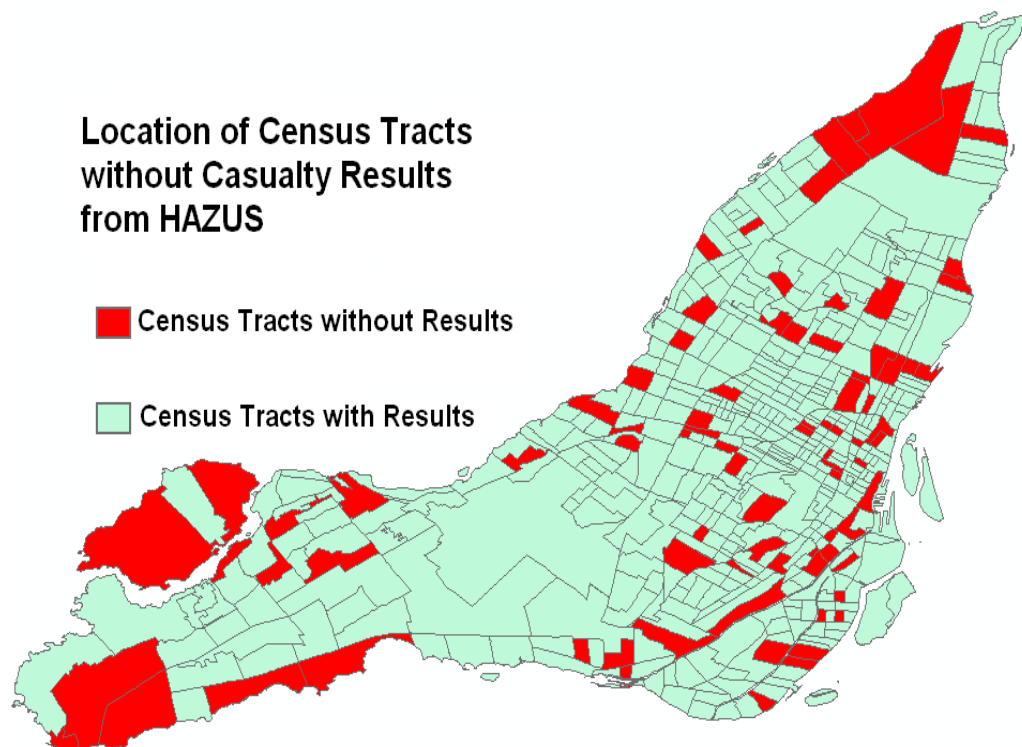 Location of Census Tracts
without Casualty Results
from HAZUS
Census Tracts without Results
Census Tracts with Results